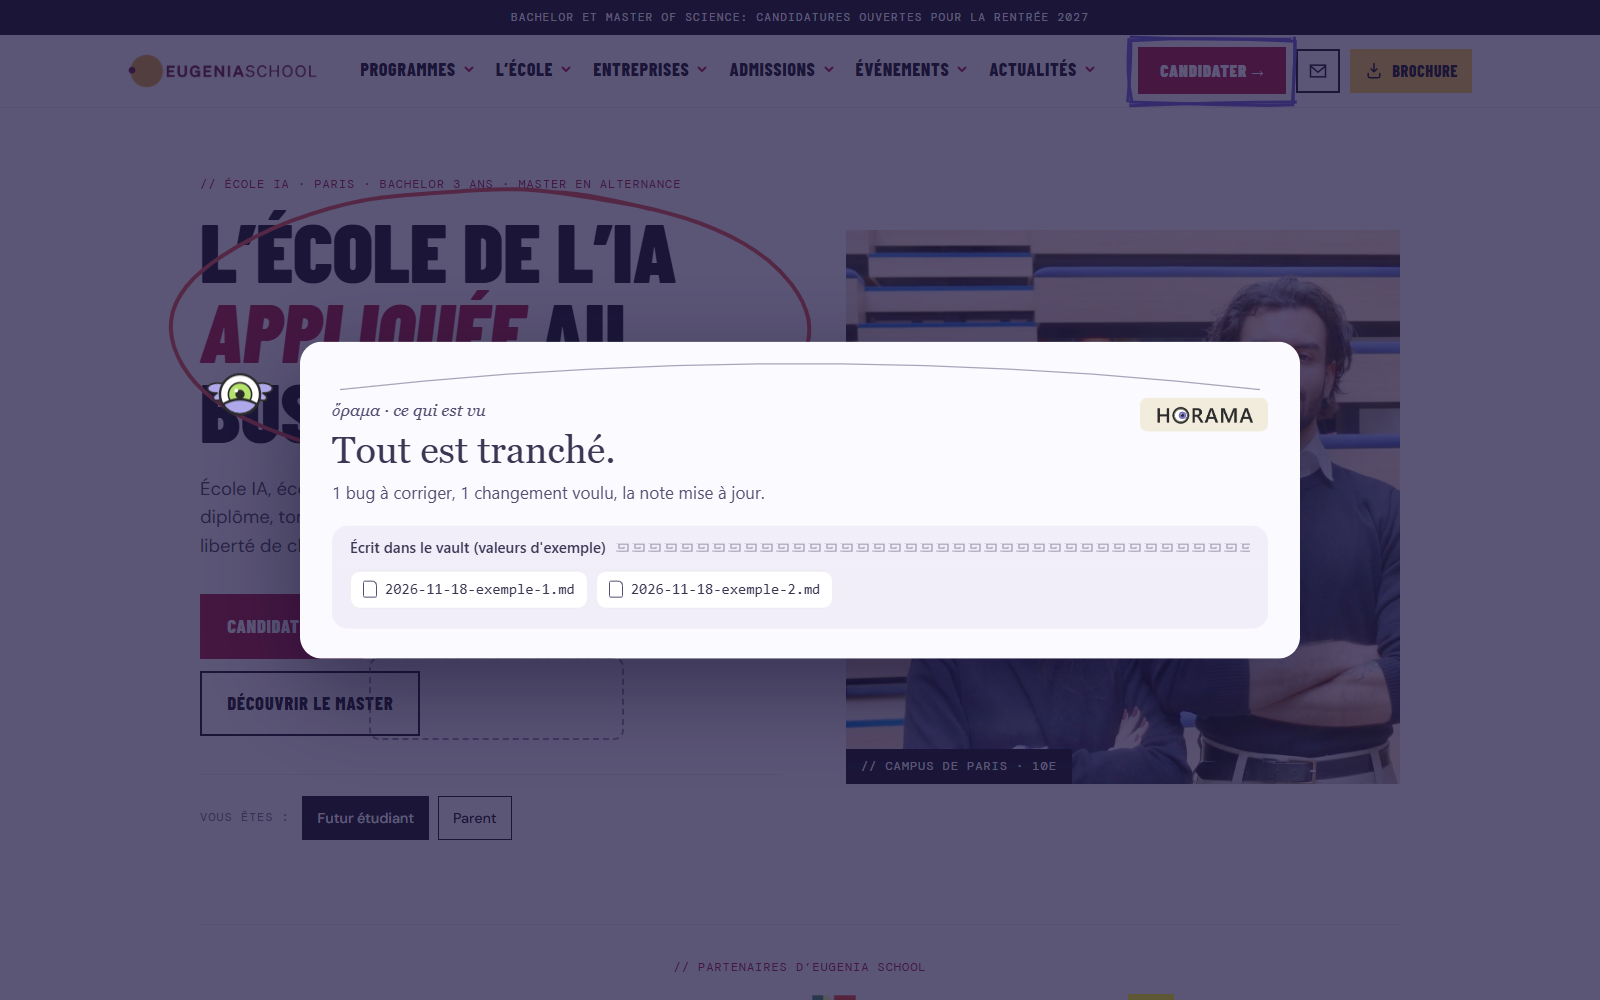 BACHELOR ET MASTER OF SCIENCE: CANDIDATURES OUVERTES POUR LA RENTRÉE 2027
EUGENIASCHOOL
PROGRAMMES
L'ÉCOLE
ENTREPRISES
ADMISSIONS
ÉVÉNEMENTS
ACTUALITÉS
CANDIDATER →
BROCHURE
// ÉCOLE IA · PARIS · BACHELOR 3 ANS · MASTER EN ALTERNANCE
L'ÉCOLE DE L'IA
APPLIQUÉE AU
BUS
ὅραμα · ce qui est vu
HORAMA
Tout est tranché.
1 bug à corriger, 1 changement voulu, la note mise à jour.
Écrit dans le vault (valeurs d'exemple)
2026-11-18-exemple-1.md
2026-11-18-exemple-2.md
École IA, éc
diplôme, to
liberté de c
CANDIDAT
DÉCOUVRIR LE MASTER
// CAMPUS DE PARIS · 10E
VOUS ÊTES :
Futur étudiant
Parent
// PARTENAIRES D'EUGENIA SCHOOL